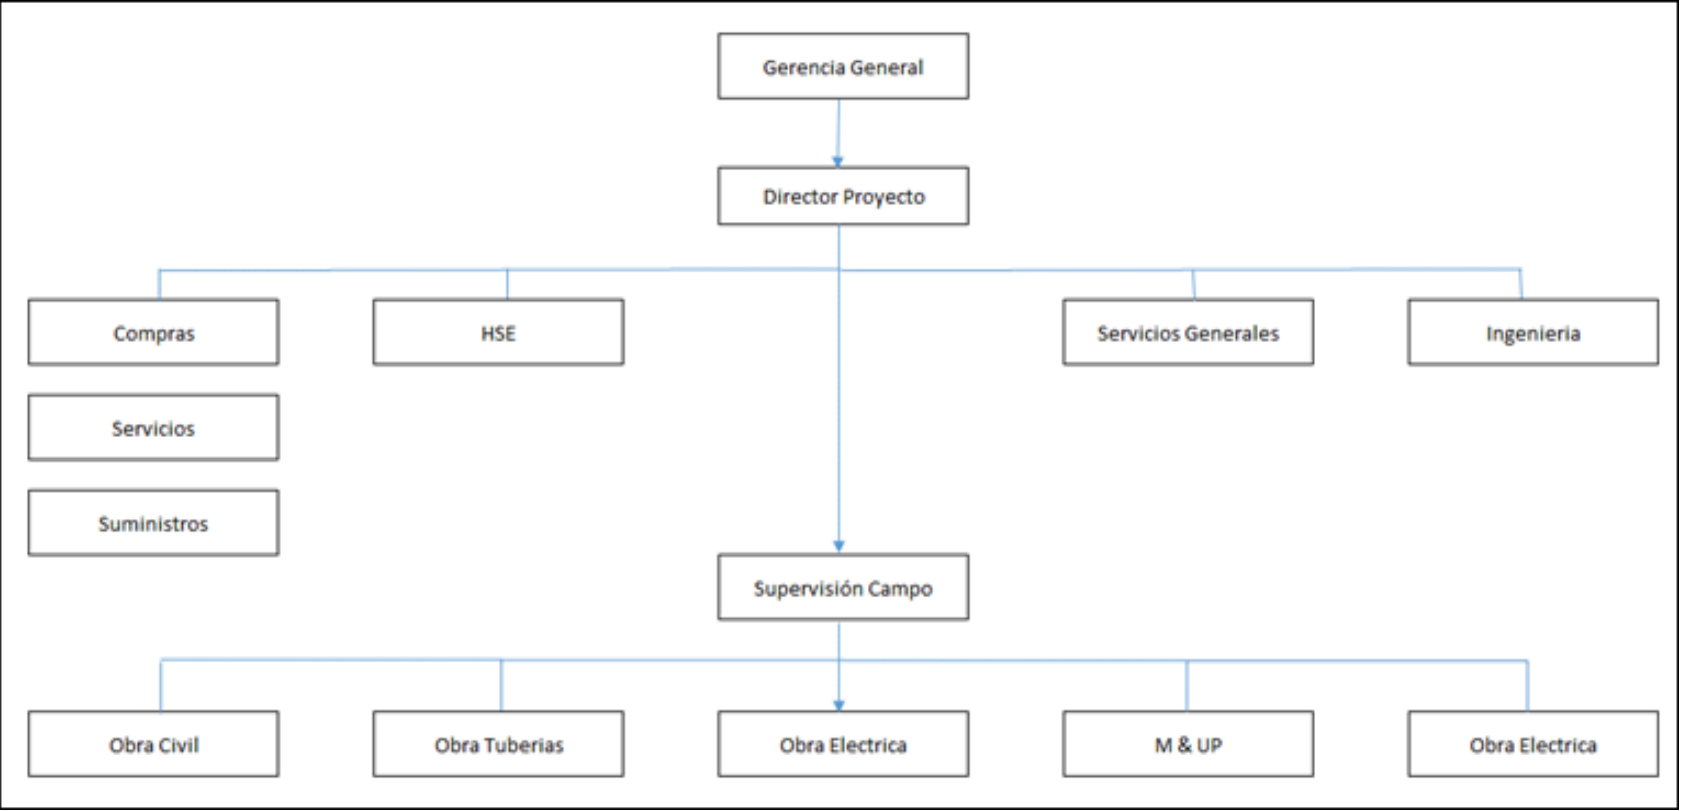 Gerencia General
Director Proyecto
Compras
HSE
Servicios Generales
Ingenieria
Servicios
Suministros
Supervisión Campo
Obra Civil
Obra Tuberias
Obra Electrica
M & UP
Obra Electrica